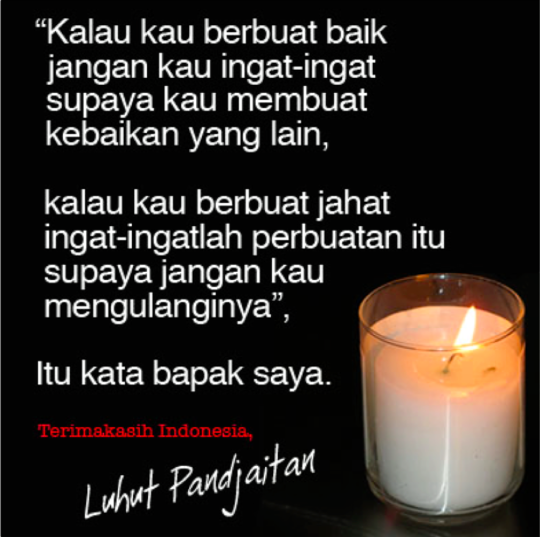 “Kalau kau berbuat baik
jangan kau ingat-ingat
supaya kau membuat
kebaikan yang lain,
kalau kau berbuat jahat
ingat-ingatlah perbuatan itu
supaya jangan kau
mengulanginya”,
Itu kata bapak saya.
Terimakasih Indonesia,
Luhut Pandjaitan